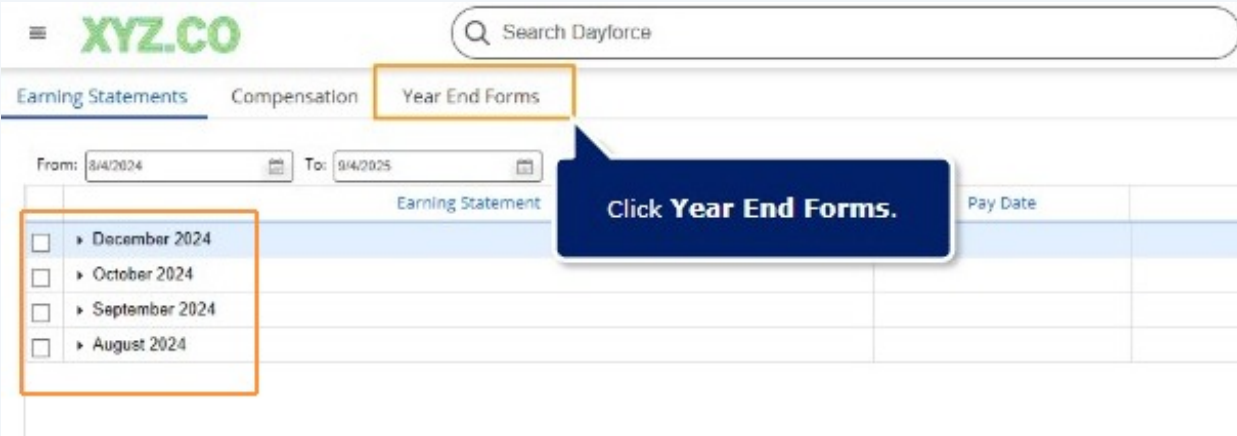 XYZ.CO
Search Dayforce
Earning Statements Compensation Year End Forms
From: 8/4/2024 To: 9/4/2025
Earning Statement Pay Date
Click Year End Forms.
December 2024
October 2024
September 2024
August 2024